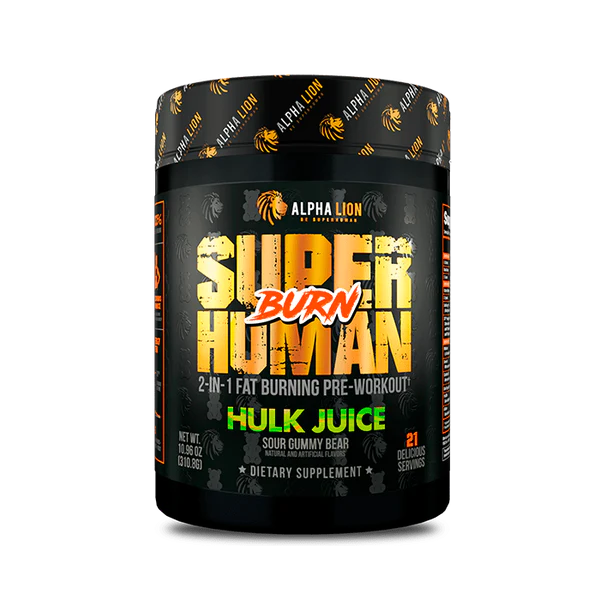 ALPHA LION
ALPHA LION
ALPHA LION
ALPHA LION
ALPHA LION
BE SUPERHUMAN
SUPER
BURN
HUMAN
2-IN-1 FAT BURNING PRE-WORKOUT†
HULK JUICE
SOUR GUMMY BEAR
NATURAL AND ARTIFICIAL FLAVORS
NET WT.
10.96 OZ
(310.8G)
21
DELICIOUS
SERVINGS
DIETARY SUPPLEMENT